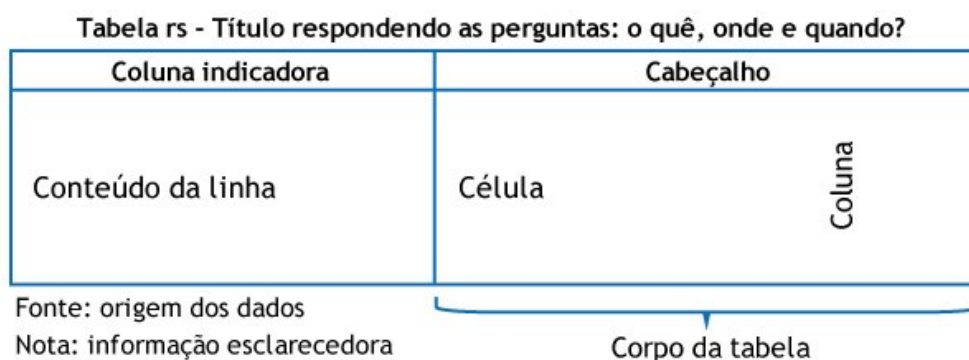 Tabela rs - Título respondendo as perguntas: o quê, onde e quando?
Coluna indicadora Cabeçalho
Conteúdo da linha Célula Coluna
Fonte: origem dos dados
Nota: informação esclarecedora Corpo da tabela